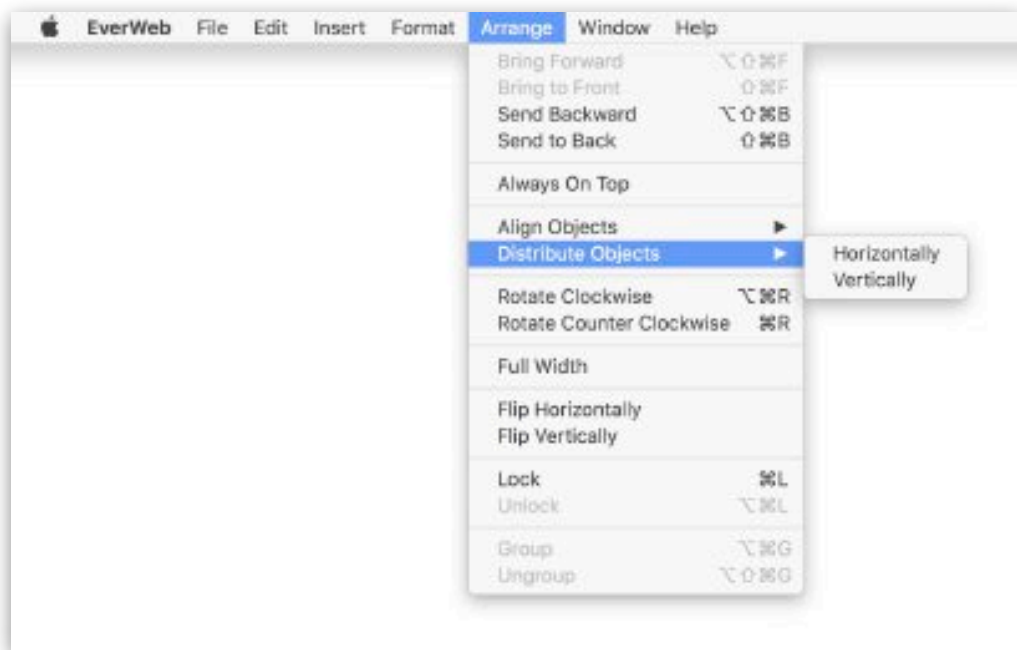 EverWeb File Edit Insert Format Arrange Window Help
Bring Forward ⌥⇧⌘F
Bring to Front ⇧⌘F
Send Backward ⌥⇧⌘B
Send to Back ⇧⌘B
Always On Top
Align Objects ▶
Distribute Objects ▶
Horizontally
Vertically
Rotate Clockwise ⌥⌘R
Rotate Counter Clockwise ⌘R
Full Width
Flip Horizontally
Flip Vertically
Lock ⌘L
Unlock ⌥⌘L
Group ⌥⌘G
Ungroup ⌥⇧⌘G